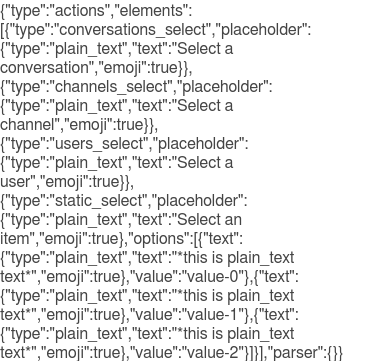 {"type":"actions","elements":
[{"type":"conversations_select","placeholder":
{"type":"plain_text","text":"Select a
conversation","emoji":true}},
{"type":"channels_select","placeholder":
{"type":"plain_text","text":"Select a
channel","emoji":true}},
{"type":"users_select","placeholder":
{"type":"plain_text","text":"Select a
user","emoji":true}},
{"type":"static_select","placeholder":
{"type":"plain_text","text":"Select an
item","emoji":true},"options":[{"text":
{"type":"plain_text","text":"*this is plain_text
text*","emoji":true},"value":"value-0"},{"text":
{"type":"plain_text","text":"*this is plain_text
text*","emoji":true},"value":"value-1"},{"text":
{"type":"plain_text","text":"*this is plain_text
text*","emoji":true},"value":"value-2"}]}],"parser":{}}